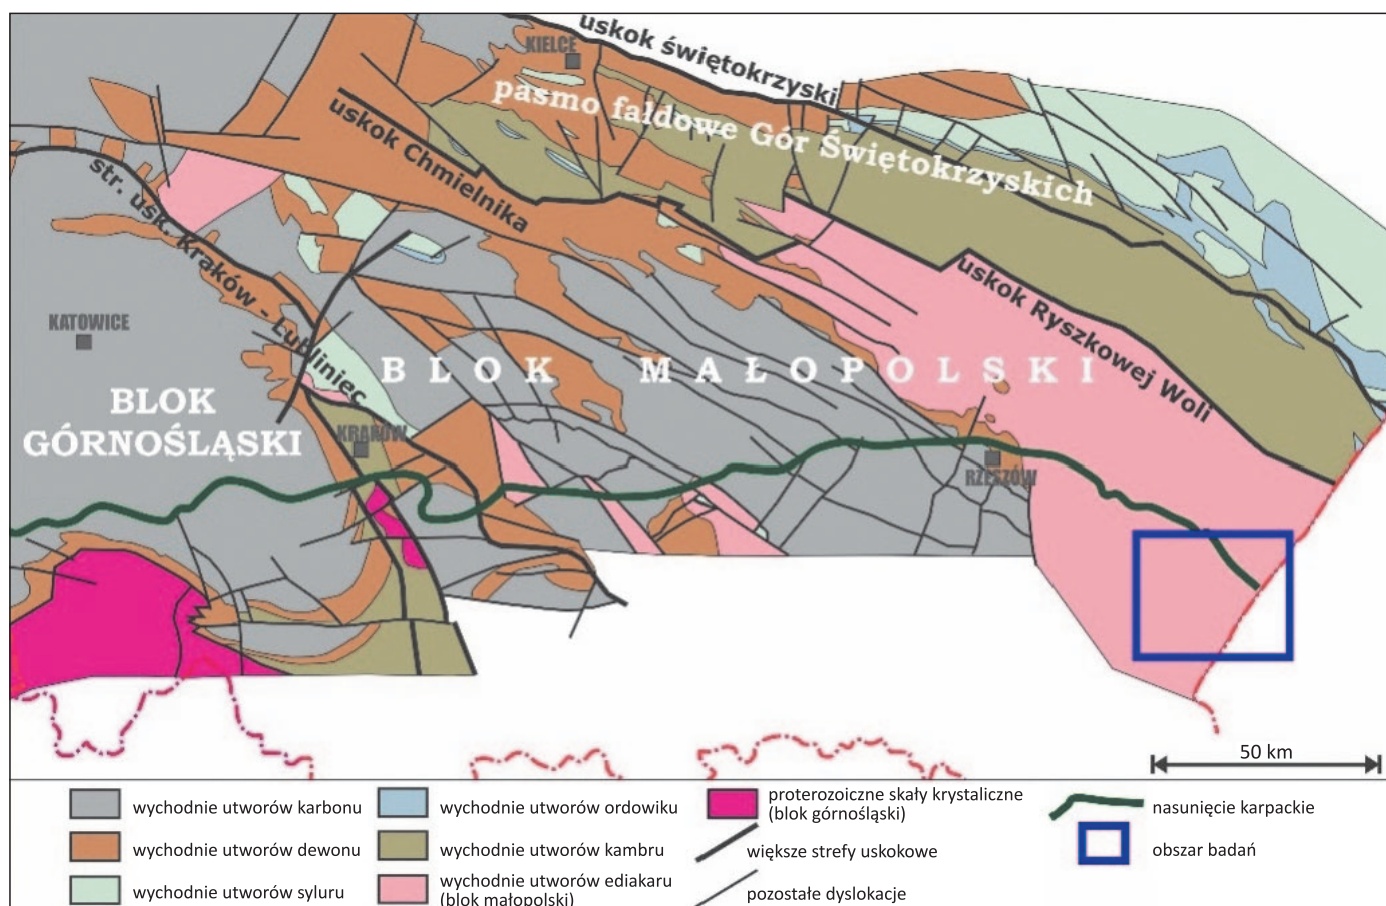 uskok świętokrzyski
KIELCE
pasmo fałdowe Gór Świętokrzyskich
uskok Chmielnika
str. usk. Kraków - Lubliniec
uskok Ryszkowej Woli
KATOWICE
BLOK MAŁOPOLSKI
BLOK
GÓRNOŚLĄSKI
KRAKÓW
RZESZÓW
50 km
wychodnie utworów karbonu
wychodnie utworów dewonu
wychodnie utworów syluru
wychodnie utworów ordowiku
wychodnie utworów kambru
wychodnie utworów ediakaru
(blok małopolski)
proterozoiczne skały krystaliczne
(blok górnośląski)
większe strefy uskokowe
pozostałe dyslokacje
nasunięcie karpackie
obszar badań